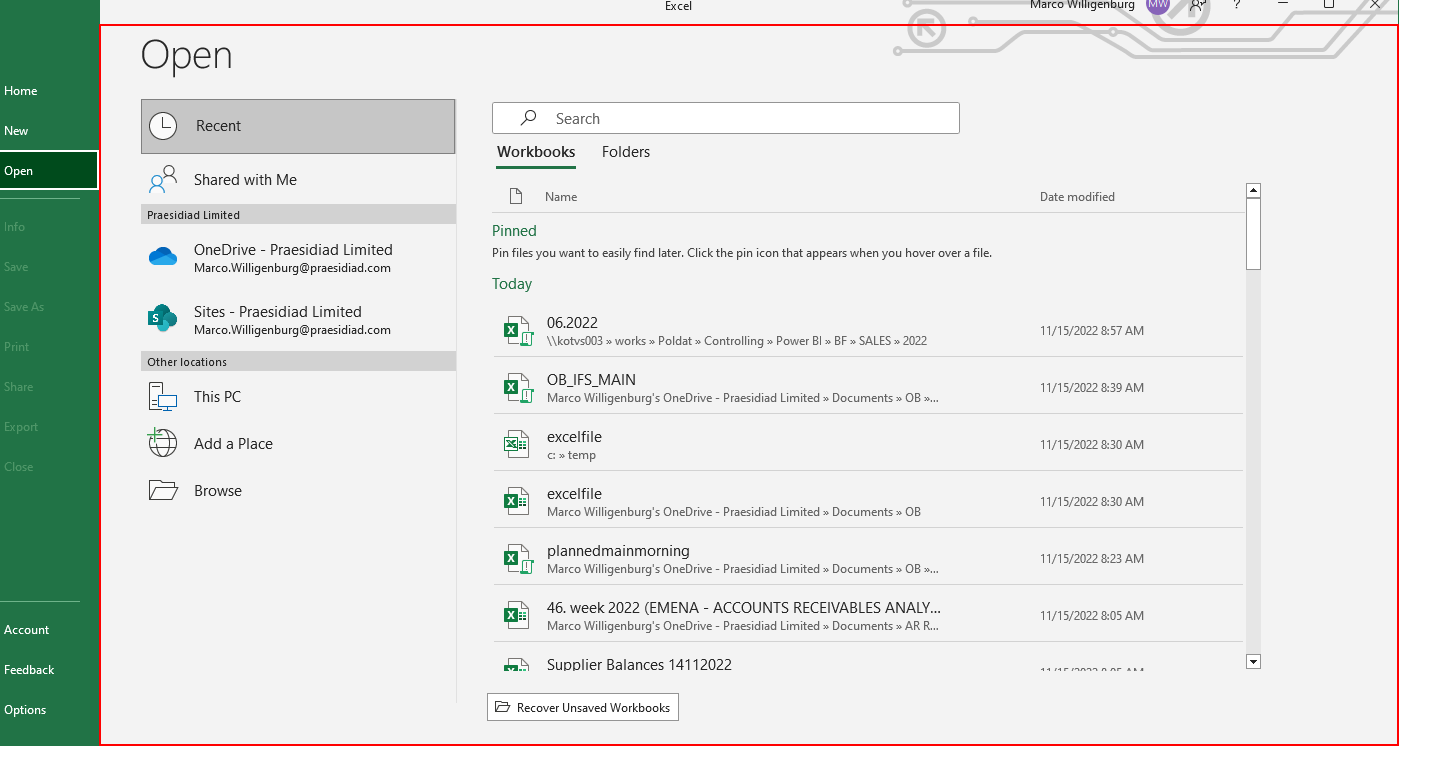 Excel
Marco Willigenburg MW ?
Open
Home
New
Open
Info
Save
Save As
Print
Share
Export
Close
Account
Feedback
Options
Recent
Shared with Me
Praesidiad Limited
OneDrive - Praesidiad Limited
Marco.Willigenburg@praesidiad.com
Sites - Praesidiad Limited
Marco.Willigenburg@praesidiad.com
Other locations
This PC
Add a Place
Browse
Search
Workbooks Folders
Name Date modified
Pinned
Pin files you want to easily find later. Click the pin icon that appears when you hover over a file.
Today
06.2022 11/15/2022 8:57 AM
\\kotvs003 » works » Poldat » Controlling » Power BI » BF » SALES » 2022
OB_IFS_MAIN 11/15/2022 8:39 AM
Marco Willigenburg's OneDrive - Praesidiad Limited » Documents » OB »...
excelfile 11/15/2022 8:30 AM
c: » temp
excelfile 11/15/2022 8:30 AM
Marco Willigenburg's OneDrive - Praesidiad Limited » Documents » OB
plannedmainmorning 11/15/2022 8:23 AM
Marco Willigenburg's OneDrive - Praesidiad Limited » Documents » OB »...
46. week 2022 (EMENA - ACCOUNTS RECEIVABLES ANALY... 11/15/2022 8:05 AM
Marco Willigenburg's OneDrive - Praesidiad Limited » Documents » AR R...
Supplier Balances 14112022
Recover Unsaved Workbooks